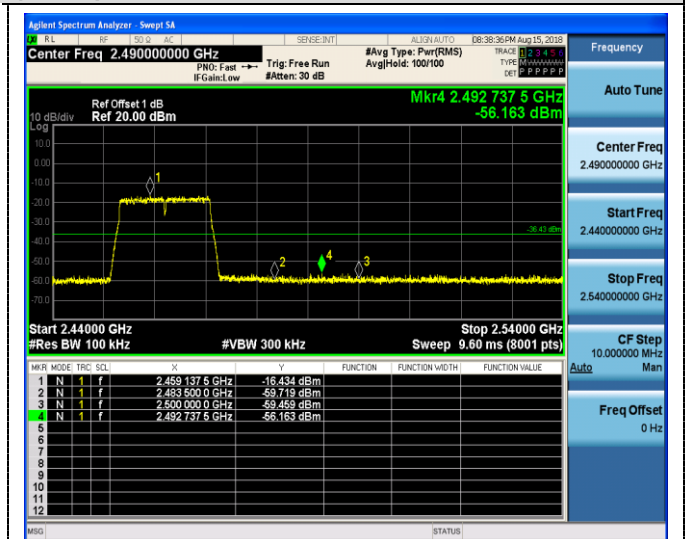 Agilent Spectrum Analyzer - Swept SA
RL RF 50 Ω AC SENSE:INT ALIGN AUTO 08:38:36 PM Aug 15, 2018
Center Freq 2.490000000 GHz
PNO: Fast
IFGain:Low
Trig: Free Run
#Atten: 30 dB
#Avg Type: Pwr(RMS)
Avg|Hold: 100/100
TRACE 1 2 3 4 5 6
TYPE M
DET P P P P P P
Frequency
Auto Tune
Center Freq
2.490000000 GHz
Start Freq
2.440000000 GHz
Stop Freq
2.540000000 GHz
CF Step
10.000000 MHz
Auto Man
Freq Offset
0 Hz
Mkr4 2.492 737 5 GHz
-56.163 dBm
Ref Offset 1 dB
10 dB/div Ref 20.00 dBm
Log
10.0
0.00
-10.0
-20.0
-30.0
-40.0
-50.0
-60.0
-70.0
1
2
4
3
-36.43 dBm
Start 2.44000 GHz Stop 2.54000 GHz
#Res BW 100 kHz #VBW 300 kHz Sweep 9.60 ms (8001 pts)
MKR MODE TRC SCL X Y FUNCTION FUNCTION WIDTH FUNCTION VALUE
1 N 1 f 2.459 137 5 GHz -16.434 dBm
2 N 1 f 2.483 500 0 GHz -59.719 dBm
3 N 1 f 2.500 000 0 GHz -59.459 dBm
4 N 1 f 2.492 737 5 GHz -56.163 dBm
5
6
7
8
9
10
11
12
MSG STATUS